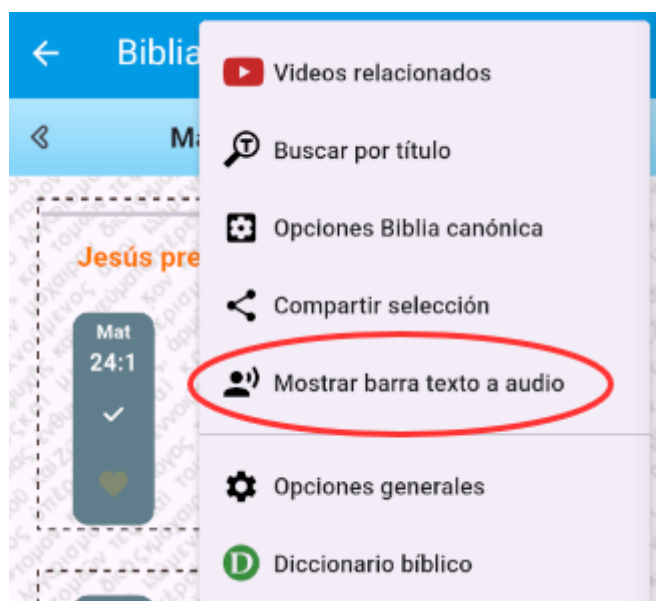 Biblia
Videos relacionados
Buscar por título
Opciones Biblia canónica
Jesús pre
Compartir selección
Mat
24:1
Mostrar barra texto a audio
Opciones generales
Diccionario bíblico